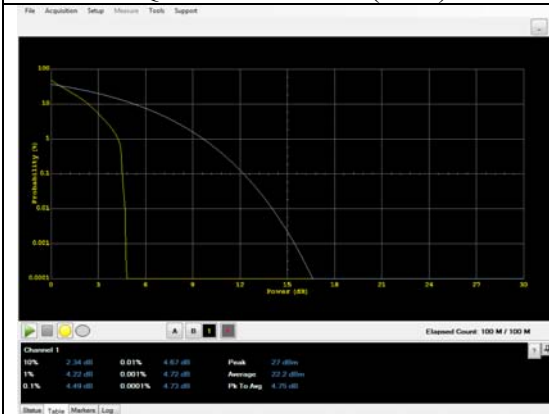 File Acquisition Setup Measure Tools Support
100
10
1
0.1
0.01
0.001
0.0001
Probability (%)
0 3 6 9 12 15 18 21 24 27 30
Power (dB)
A B 1
Elapsed Count: 100 M / 100 M
Channel 1
10% 2.34 dB 0.01% 4.67 dB Peak 27 dBm
1% 4.22 dB 0.001% 4.72 dB Average 22.2 dBm
0.1% 4.49 dB 0.0001% 4.73 dB Pk To Avg 4.75 dB
Status Table Markers Log